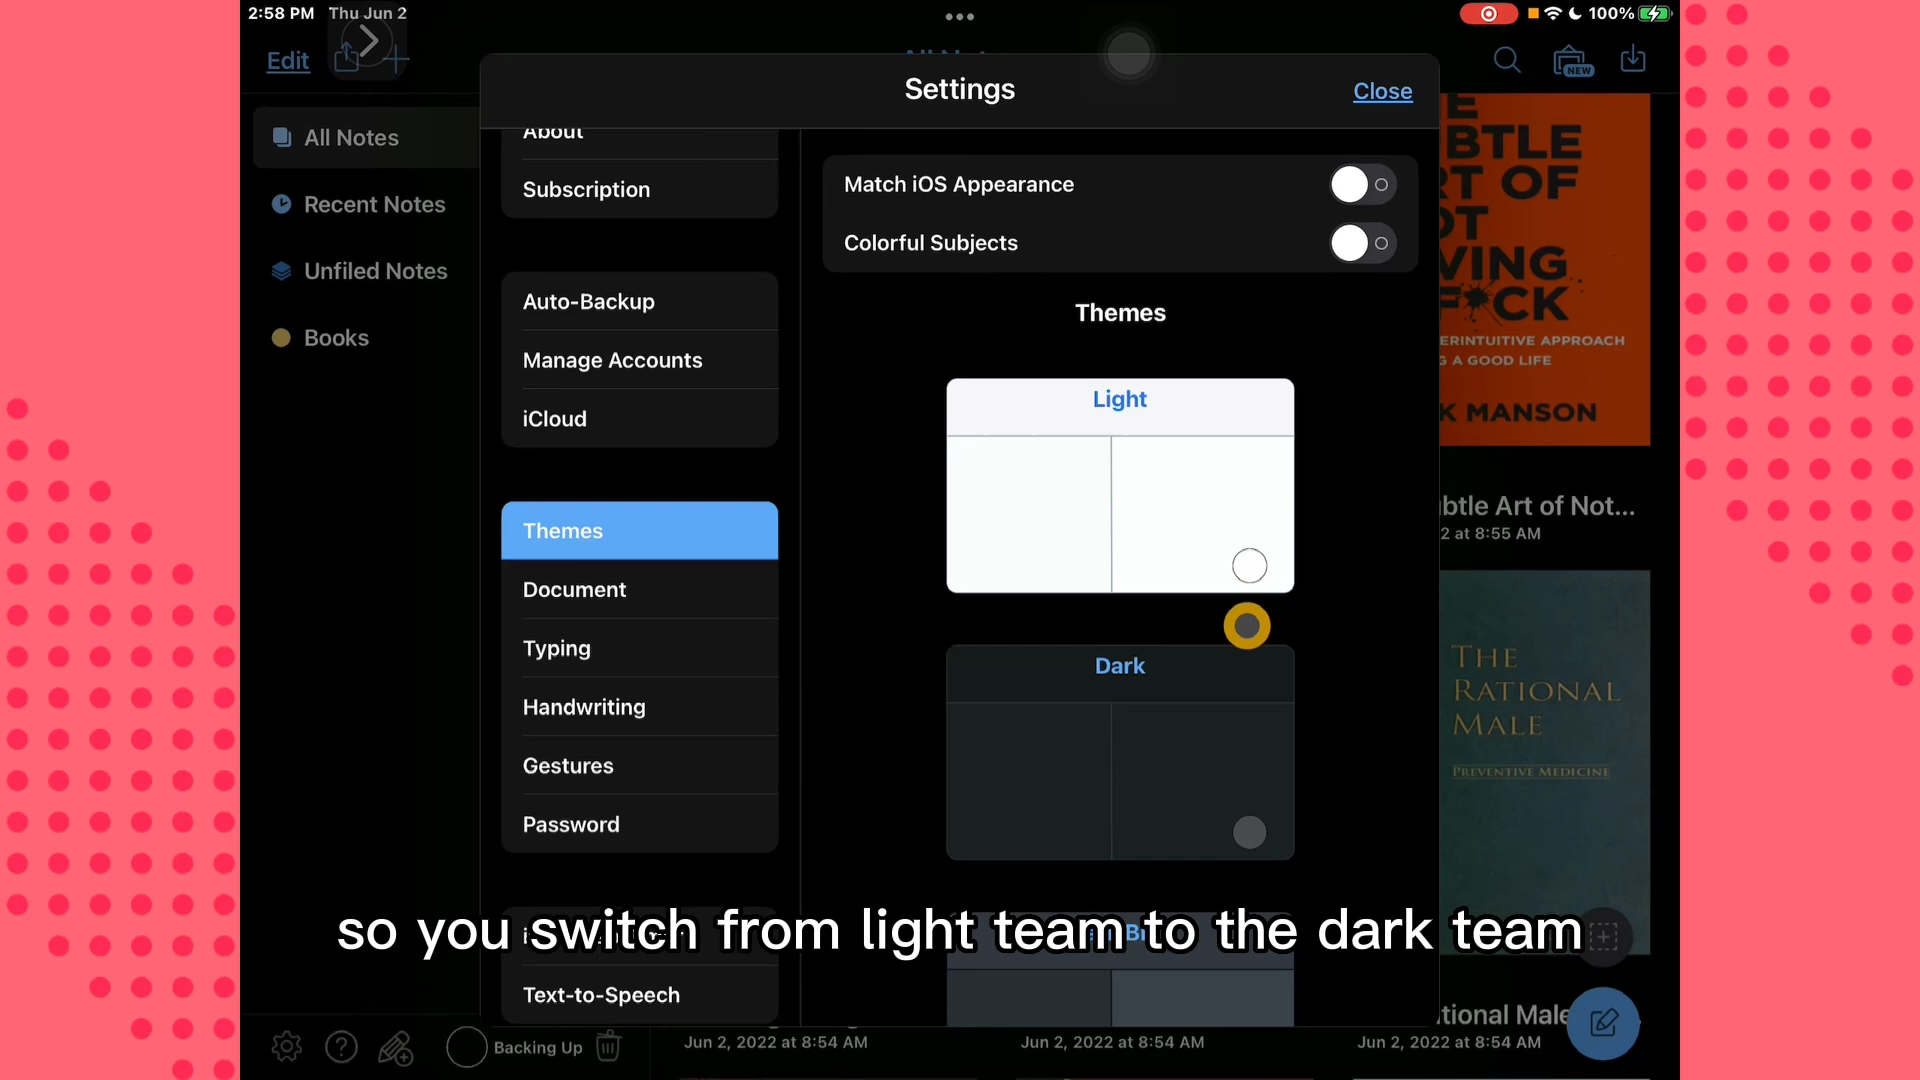 2:58 PM Thu Jun 2
100%
Edit
All Notes
Recent Notes
Unfiled Notes
Books
Settings
Close
About
Subscription
Auto-Backup
Manage Accounts
iCloud
Themes
Document
Typing
Handwriting
Gestures
Password
Text-to-Speech
Match iOS Appearance
Colorful Subjects
Themes
Light
Dark
NEW
BTLE
RT OF
OT
VING
F CK
ERINTUITIVE APPROACH
G A GOOD LIFE
K MANSON
btle Art of Not...
2 at 8:55 AM
THE
RATIONAL
MALE
PREVENTIVE MEDICINE
so you switch from light team to the dark team
tional Male
Backing Up
Jun 2, 2022 at 8:54 AM
Jun 2, 2022 at 8:54 AM
Jun 2, 2022 at 8:54 AM